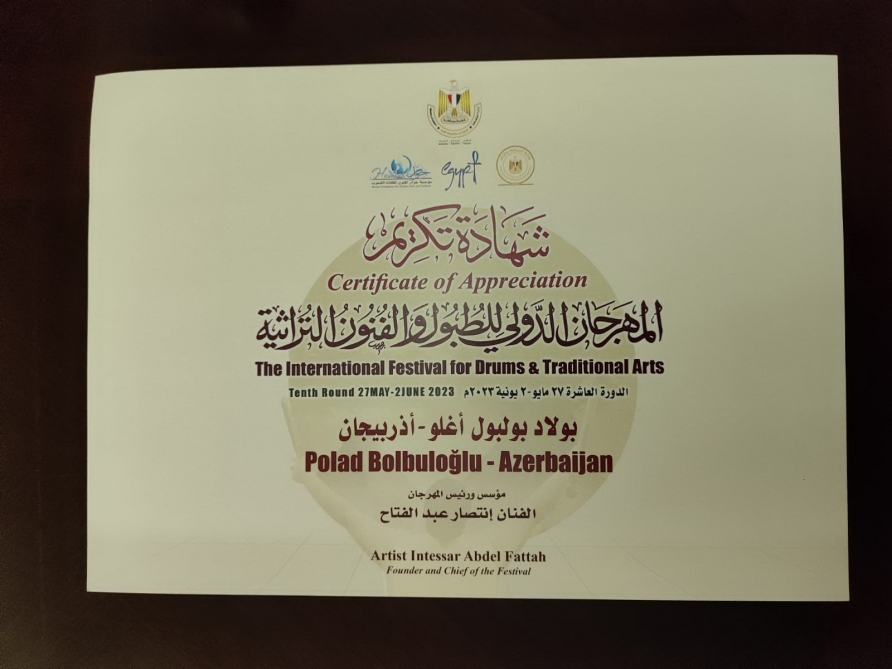 egypt
شهادة تكريم
Certificate of Appreciation
المهرجان الدولي للطبول والفنون التراثية
The International Festival for Drums & Traditional Arts
Tenth Round 27MAY-2JUNE 2023 الدورة العاشرة ٢٧ مايو-٢ يونية ٢٠٢٣م
بولاد بولبول أغلو - أذربيجان
Polad Bolbuloğlu - Azerbaijan
مؤسس ورئيس المهرجان
الفنان إنتصار عبد الفتاح
Artist Intessar Abdel Fattah
Founder and Chief of the Festival